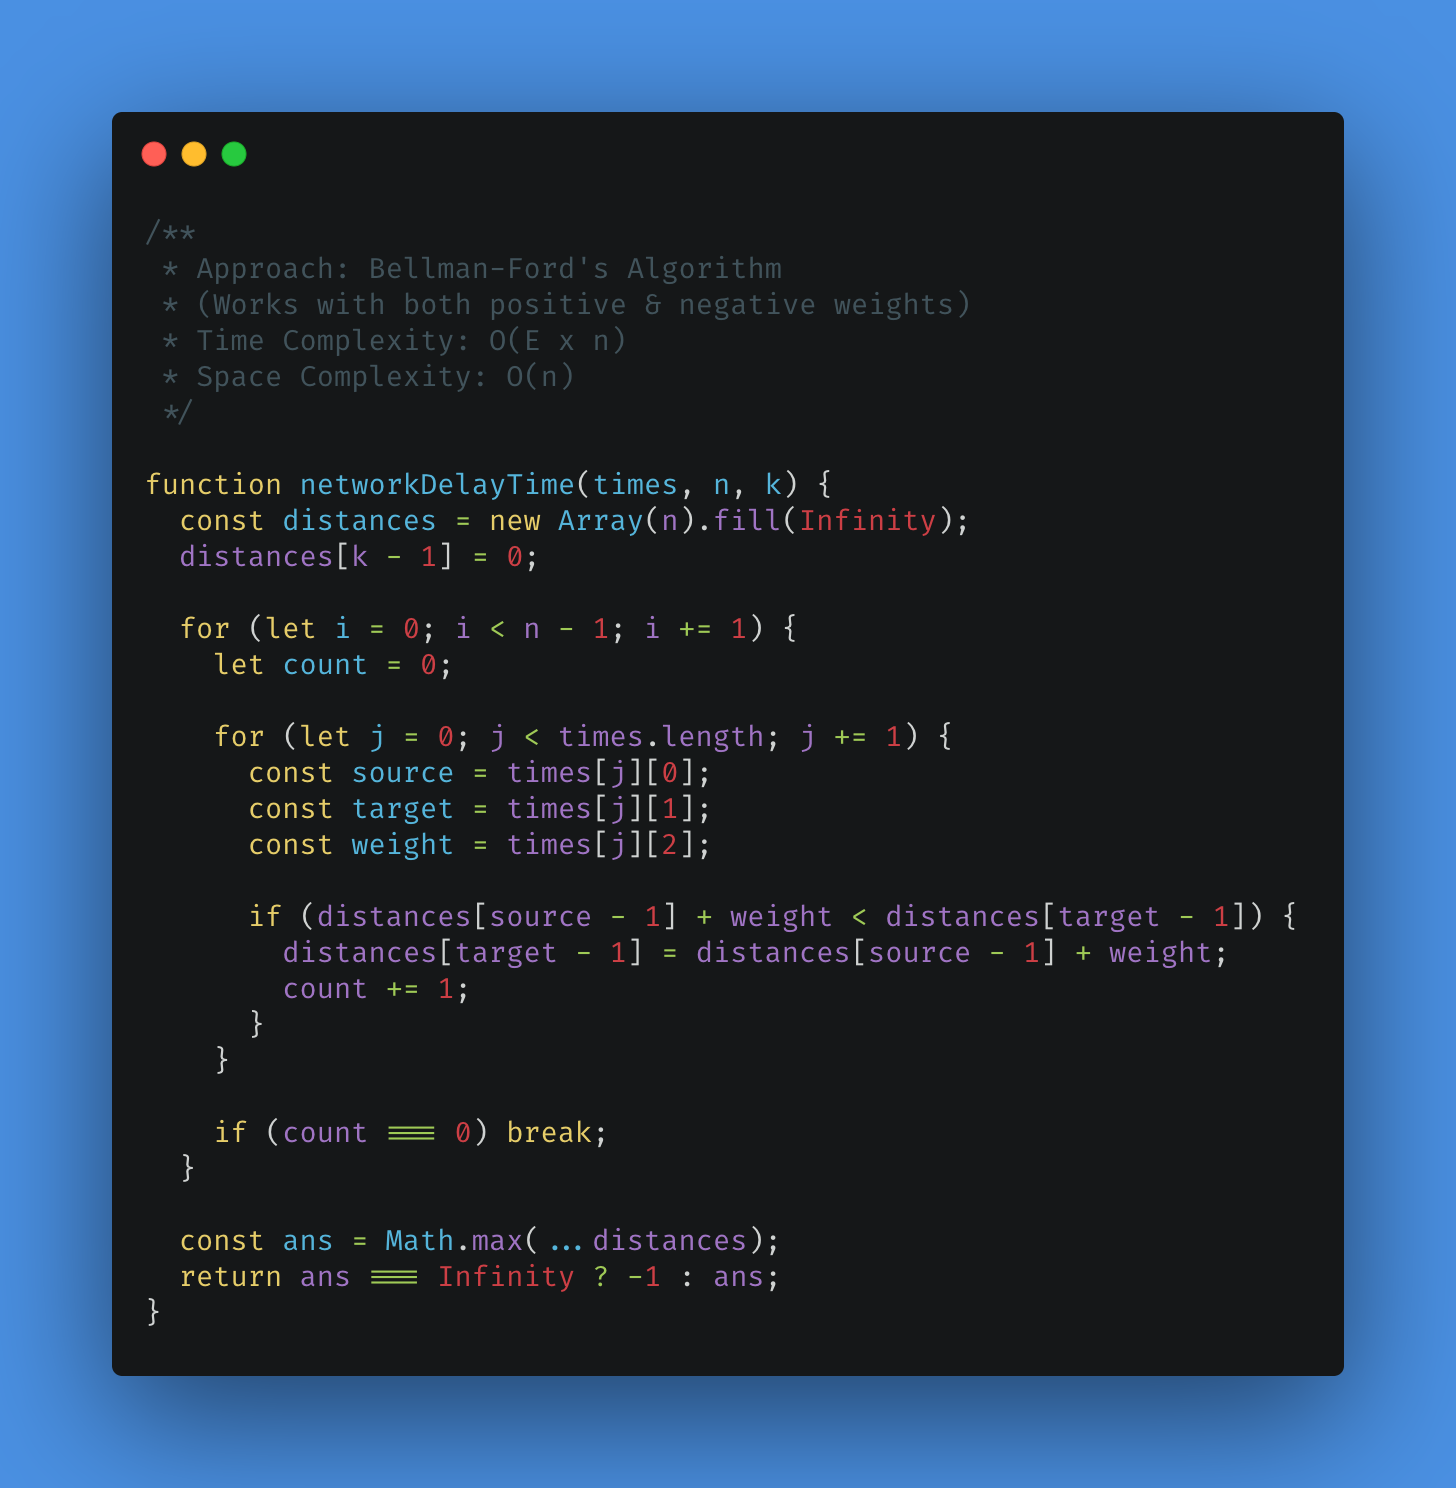 /**
 * Approach: Bellman-Ford's Algorithm
 * (Works with both positive & negative weights)
 * Time Complexity: O(E x n)
 * Space Complexity: O(n)
 */

function networkDelayTime(times, n, k) {
  const distances = new Array(n).fill(Infinity);
  distances[k - 1] = 0;

  for (let i = 0; i < n - 1; i += 1) {
    let count = 0;

    for (let j = 0; j < times.length; j += 1) {
      const source = times[j][0];
      const target = times[j][1];
      const weight = times[j][2];

      if (distances[source - 1] + weight < distances[target - 1]) {
        distances[target - 1] = distances[source - 1] + weight;
        count += 1;
      }
    }

    if (count === 0) break;
  }

  const ans = Math.max(...distances);
  return ans === Infinity ? -1 : ans;
}